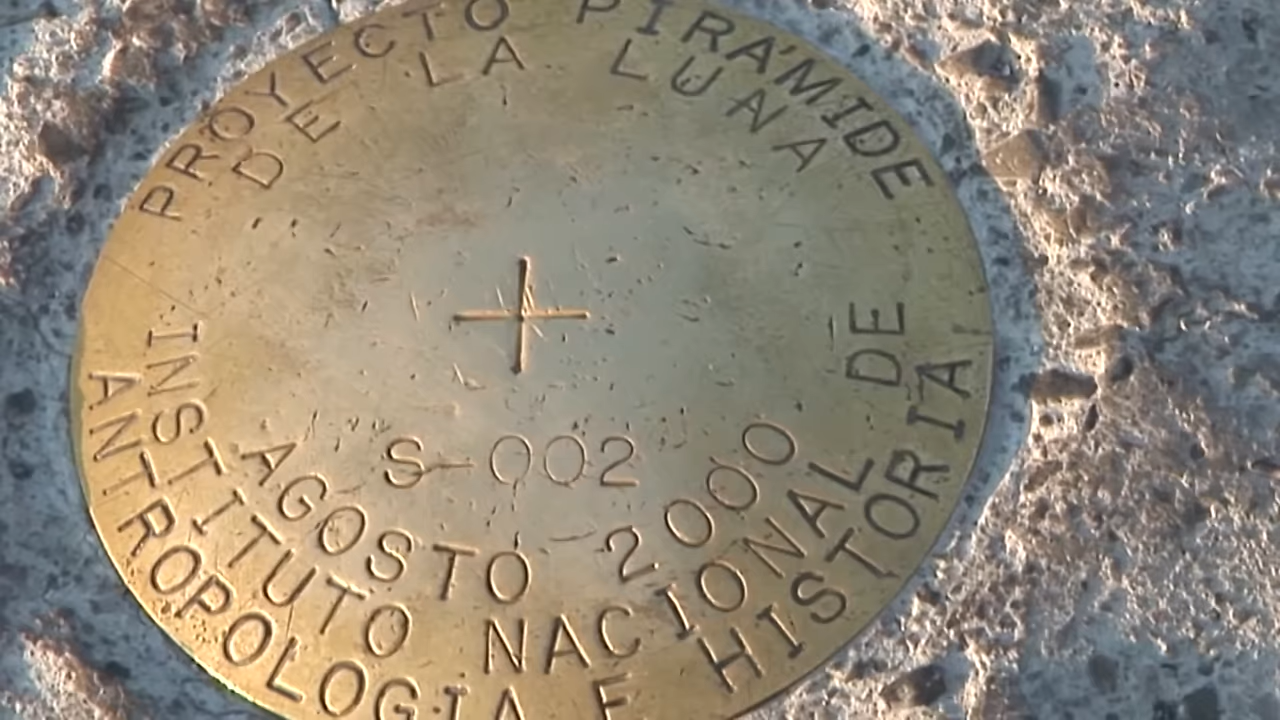 PROYECTO PIRÁMIDE
DE LA LUNA
S-002
AGOSTO 2000
INSTITUTO NACIONAL DE
ANTROPOLOGIA E HISTORIA